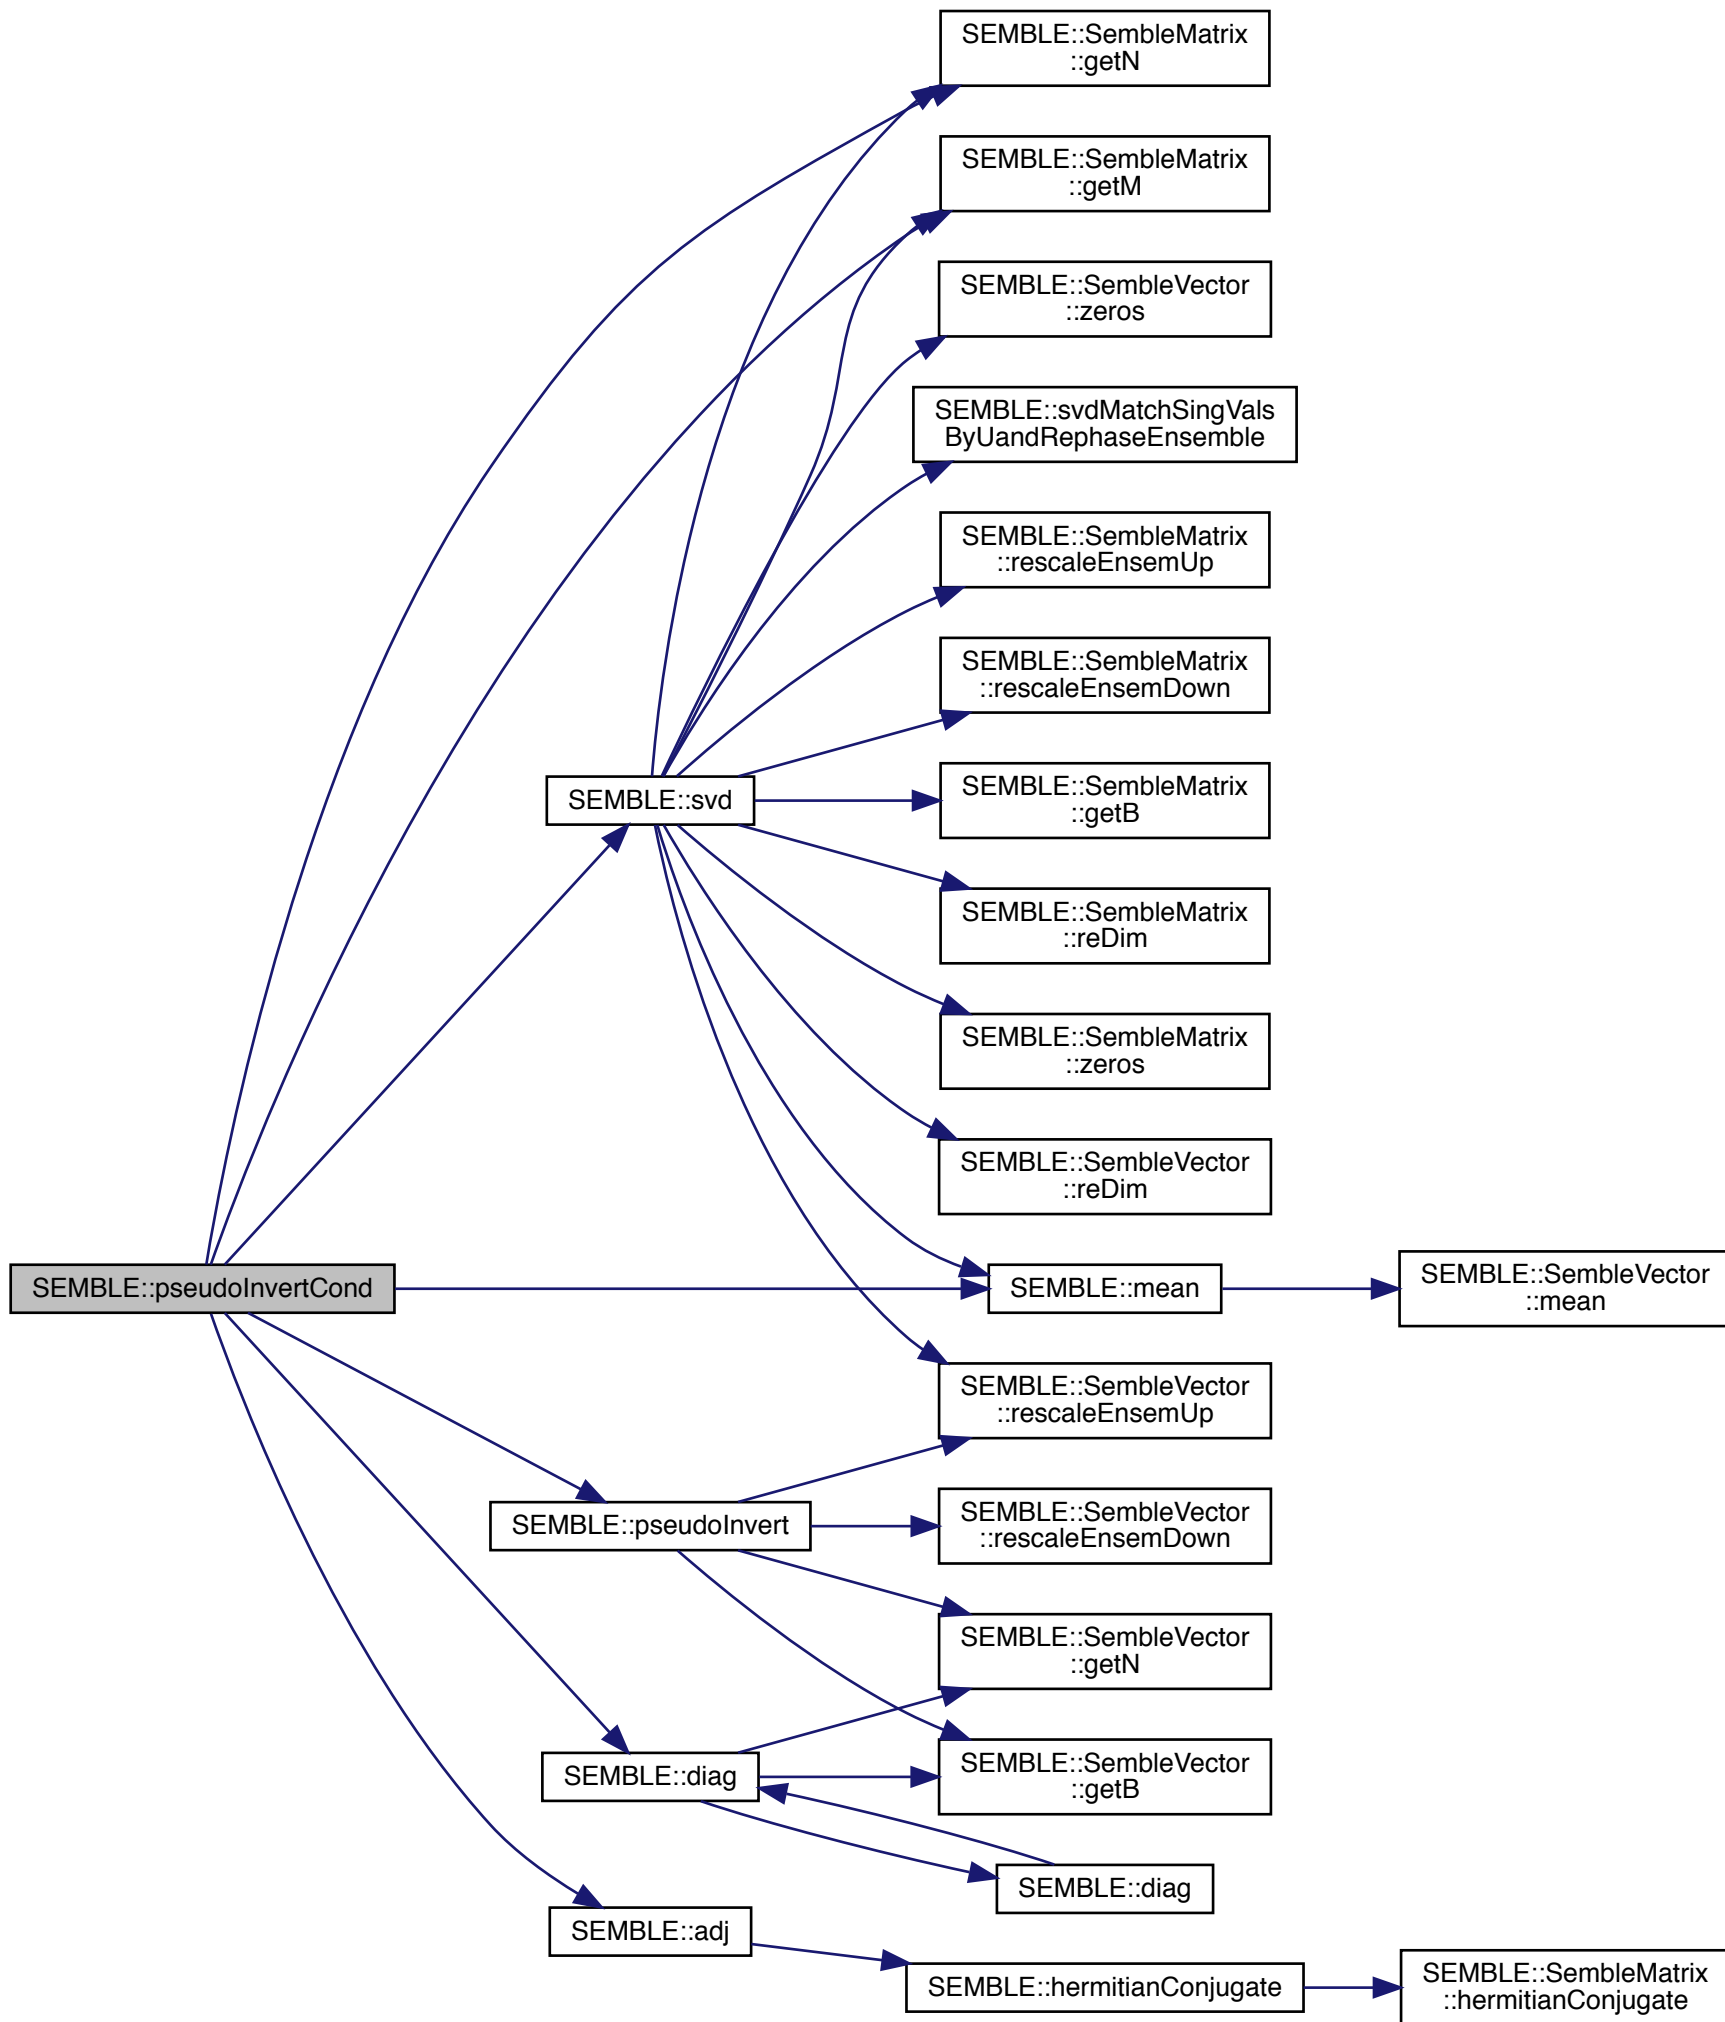 SEMBLE::SembleMatrix
::getN
SEMBLE::SembleMatrix
::getM
SEMBLE::SembleVector
::zeros
SEMBLE::svdMatchSingVals
ByUandRephaseEnsemble
SEMBLE::SembleMatrix
::rescaleEnsemUp
SEMBLE::SembleMatrix
::rescaleEnsemDown
SEMBLE::svd
SEMBLE::SembleMatrix
::getB
SEMBLE::SembleMatrix
::reDim
SEMBLE::SembleMatrix
::zeros
SEMBLE::SembleVector
::reDim
SEMBLE::pseudoInvertCond
SEMBLE::mean
SEMBLE::SembleVector
::mean
SEMBLE::SembleVector
::rescaleEnsemUp
SEMBLE::pseudoInvert
SEMBLE::SembleVector
::rescaleEnsemDown
SEMBLE::SembleVector
::getN
SEMBLE::diag
SEMBLE::SembleVector
::getB
SEMBLE::diag
SEMBLE::adj
SEMBLE::hermitianConjugate
SEMBLE::SembleMatrix
::hermitianConjugate